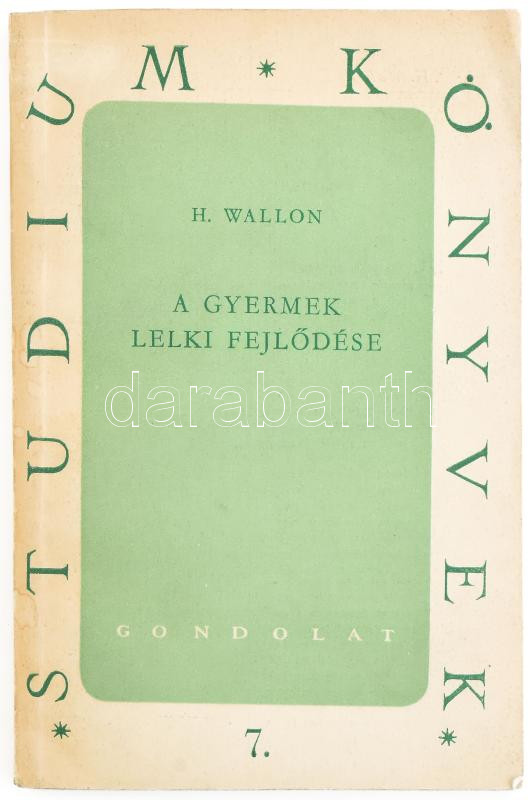 STUDIUM * KÖNYVEK
H. WALLON
A GYERMEK
LELKI FEJLŐDÉSE
darabanth
GONDOLAT
* 7. *